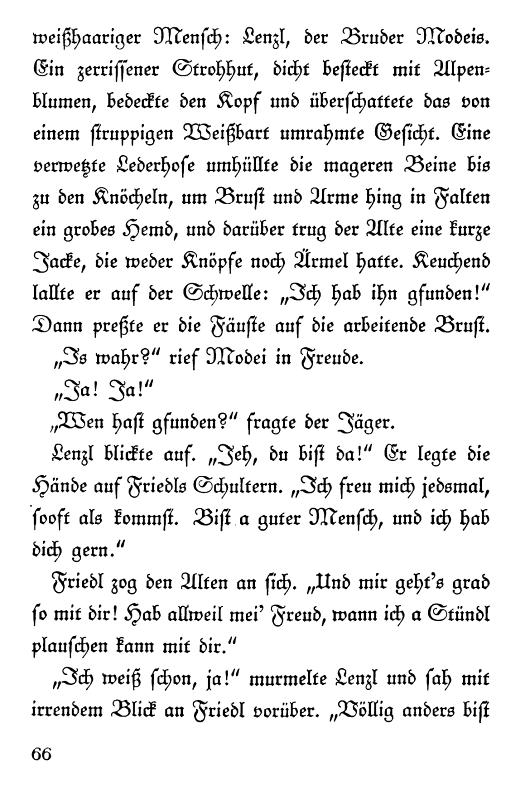 weißhaariger Mensch: Lenzl, der Bruder Modeis.
Ein zerrissener Strohhut, dicht besteckt mit Alpen-
blumen, bedeckte den Kopf und überschattete das von
einem struppigen Weißbart umrahmte Gesicht. Eine
verwetzte Lederhose umhüllte die mageren Beine bis
zu den Knöcheln, um Brust und Arme hing in Falten
ein grobes Hemd, und darüber trug der Alte eine kurze
Jacke, die weder Knöpfe noch Ärmel hatte. Keuchend
lallte er auf der Schwelle: „Ich hab ihn gfunden!“
Dann preßte er die Fäuste auf die arbeitende Brust.
„Is wahr?“ rief Modei in Freude.
„Ja! Ja!“
„Wen hast gfunden?“ fragte der Jäger.
Lenzl blickte auf. „Jeh, du bist da!“ Er legte die
Hände auf Friedls Schultern. „Ich freu mich jedsmal,
sooft als kommst. Bist a guter Mensch, und ich hab
dich gern.“
Friedl zog den Alten an sich. „Und mir geht's grad
so mit dir! Hab allweil mei' Freud, wann ich a Stündl
plauschen kann mit dir.“
„Ich weiß schon, ja!“ murmelte Lenzl und sah mit
irrendem Blick an Friedl vorüber. „Völlig anders bist
66